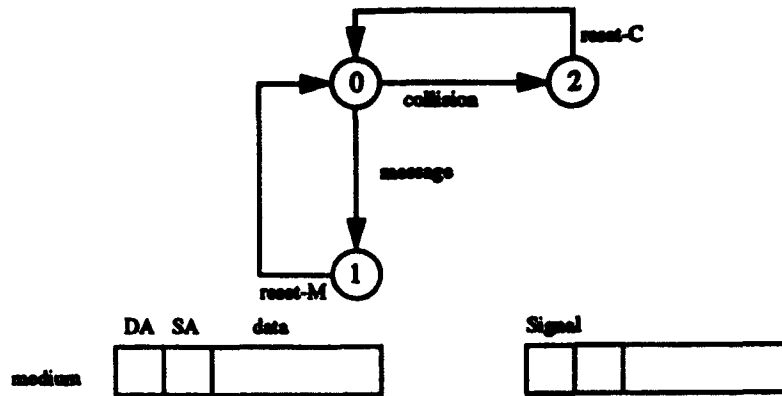 reset-C
0
2
collision
message
1
reset-M
DA SA data Signal
medium